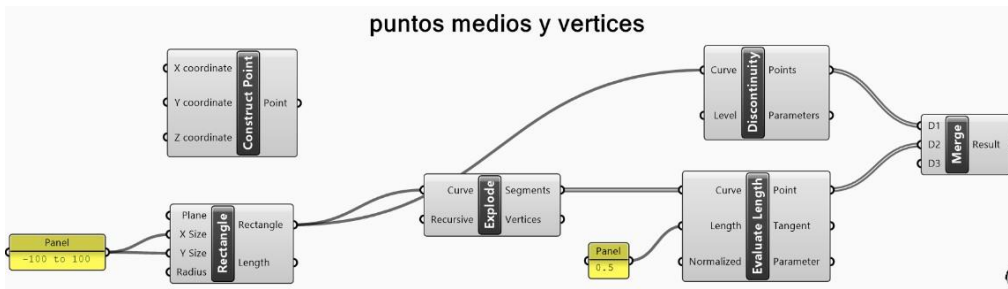 puntos medios y vertices
X coordinate
Y coordinate
Z coordinate
Construct Point
Point
Curve
Level
Discontinuity
Points
Parameters
D1
D2
D3
Merge
Result
Panel
-100 to 100
Plane
X Size
Y Size
Radius
Rectangle
Rectangle
Length
Curve
Recursive
Explode
Segments
Vertices
Panel
0.5
Curve
Length
Normalized
Evaluate Length
Point
Tangent
Parameter